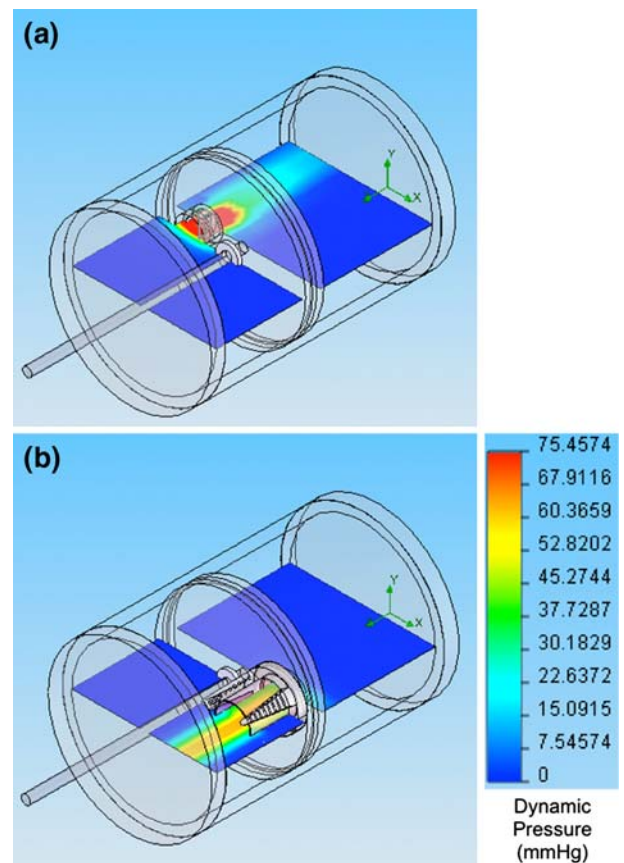 (a)
Y
X
(b)
Y
X
75.4574
67.9116
60.3659
52.8202
45.2744
37.7287
30.1829
22.6372
15.0915
7.54574
0
Dynamic
Pressure
(mmHg)